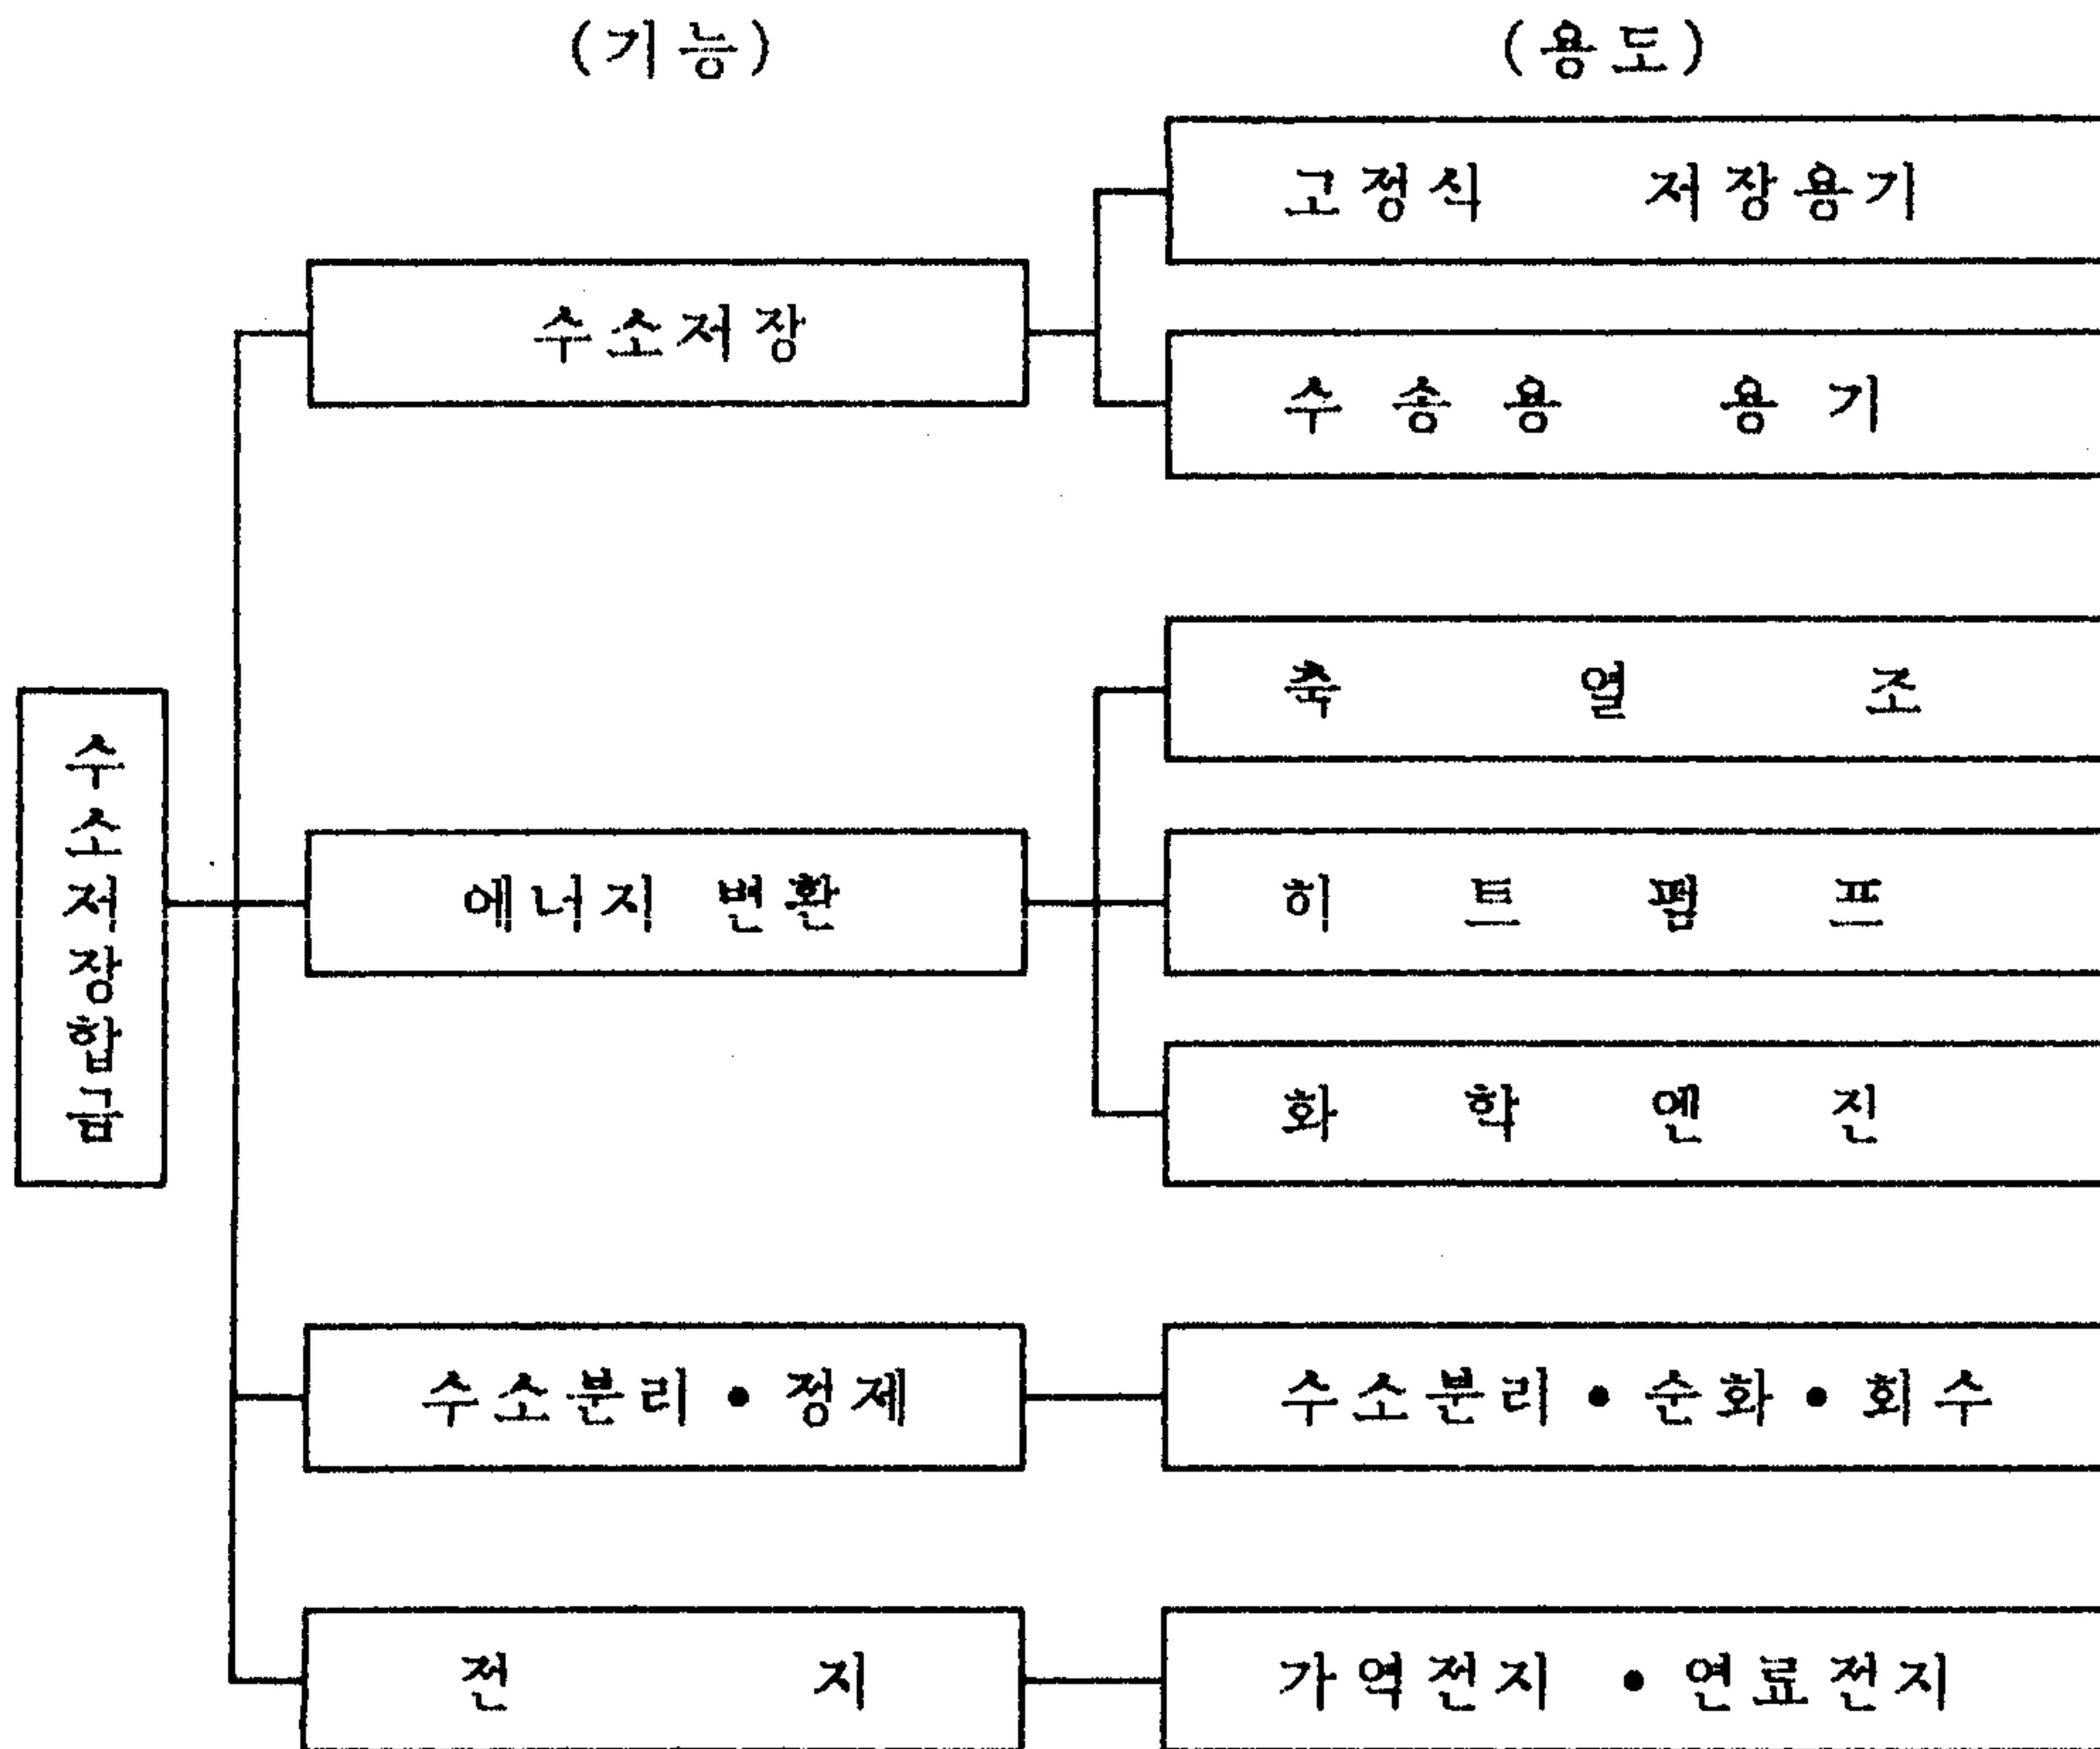 (기능) (용도)
고정식 저장용기
수소저장
수송용 용기
축열조
수소저장합금
에너지 변환 히트펌프
화학엔진
수소분리•정제 수소분리•순화•회수
전지 가역전지•연료전지